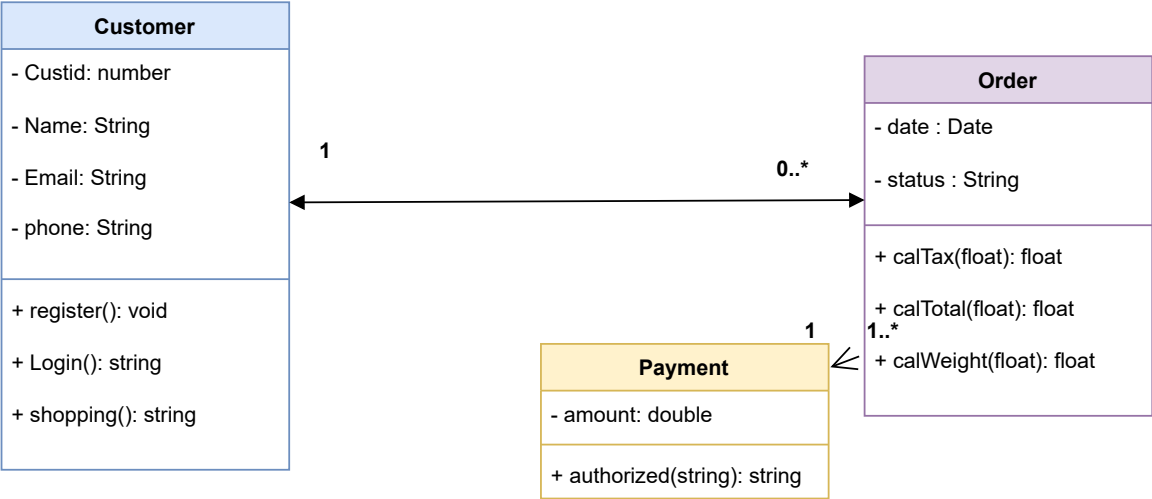 Customer
- Custid: number
- Name: String
- Email: String
- phone: String
+ register(): void
+ Login(): string
+ shopping(): string
1
0..*
Order
- date : Date
- status : String
+ calTax(float): float
+ calTotal(float): float
+ calWeight(float): float
1
1..*
Payment
- amount: double
+ authorized(string): string